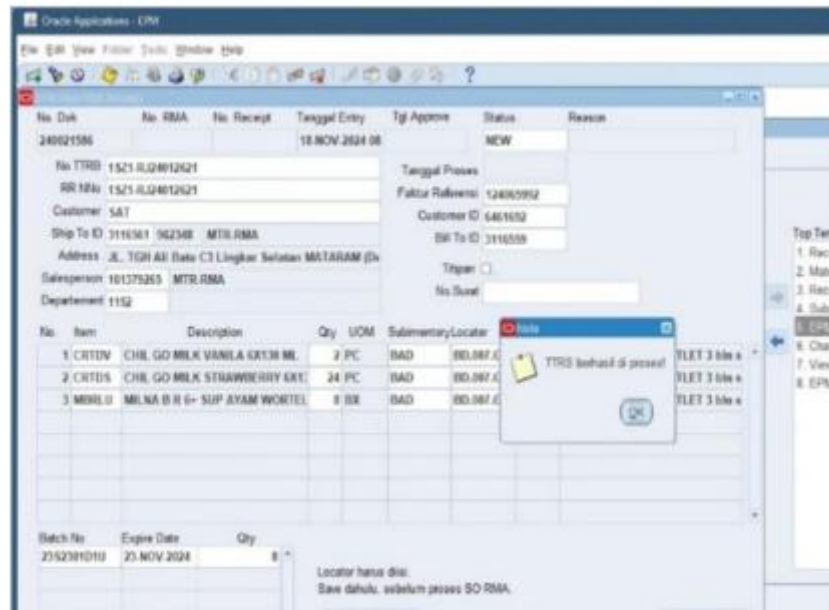 Oracle Applications - EPM
File Edit View Folder Tools Window Help
No. Dok No. RMA No. Receipt Tanggal Entry Tgl Approve Status Reason
240021586 18-NOV-2024 08 NEW
No TTRB
Tanggal Proses
RR
Faktur Referensi 124065992
Customer SAT
Customer ID 6461692
Ship To ID MTR.RMA
Bill To ID 3116559
Address JL. TGH Ali Batu C3 Lingkar Selatan MATARAM
Titipan
Salesperson 101375265 MTR.RMA
No.Surat
Departement 1152
No. Item Description Qty UOM Subinventory Locator
1 CRTDV CHIL GO MILK VANILA 6X130 ML 2 PC BAD
2 CRTDS CHIL GO MILK STRAWBERRY 24 PC BAD
3 MBRLU MILNA B R 6+ SUP AYAM WORTEL 8 BX BAD
Nota
berhasil di proses!
OK
Top Ten
1. Rec
2. Mat
3. Rec
4. Sub
5. EPM
6. Cha
7. View
8. EPM
Batch No Expire Date Qty
23-NOV-2024 8
Locator harus diisi.
Save dahulu, sebelum proses SO RMA.